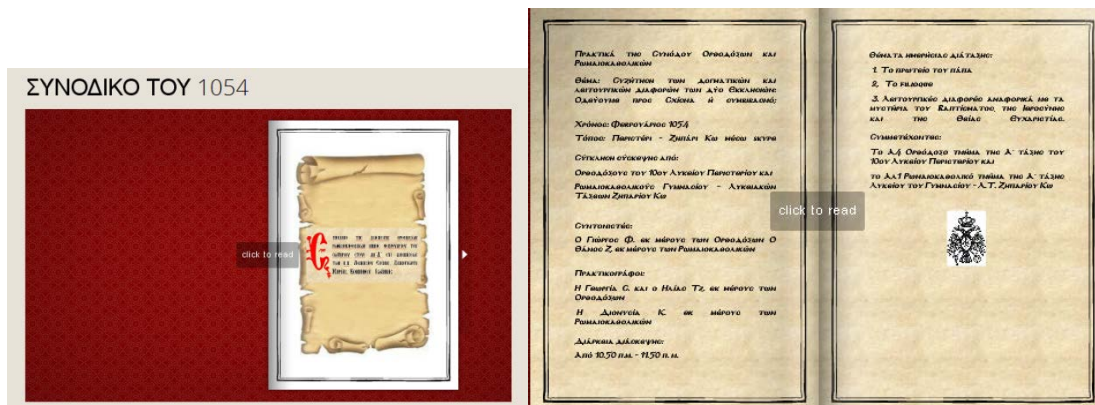 ΣΥΝΟΔΙΚΟ ΤΟΥ 1054
click to read
Πρακτικά της Συνόδου Ορθοδόξων και
Ρωμαιοκαθολικών
Θέμα: Συζήτηση των δογματικών και
λειτουργικών διαφορών των δύο Εκκλησιών:
Οδεύουμε προς Σχίσμα ή συμβιβασμό;
Χρόνος: Φεβρουάριος 1054
Τόπος: Περιστέρι - Ζηπάρι Κω μέσω skype
Σύγκληση σύσκεψης από:
Ορθοδόξους του 10ου Λυκείου Περιστερίου και
Ρωμαιοκαθολικούς Γυμνασίου - Λυκειακών
Τάξεων Ζηπαρίου Κω
Συντονιστές:
Ο Γιώργος Φ. εκ μέρους των Ορθοδόξων Ο
Θάνος Ζ. εκ μέρους των Ρωμαιοκαθολικών
Πρακτικογράφοι:
Η Γεωργία Σ. και ο Ηλίας Τζ. εκ μέρους των
Ορθοδόξων
Η Διονυσία Κ. εκ μέρους των
Ρωμαιοκαθολικών
Διάρκεια διάσκεψης:
Από 10.50 π.μ. - 11.50 π. μ.
click to read
Θέματα ημερήσιας διάταξης:
1. Το πρωτείο του πάπα
2. Το filioque
3. Λειτουργικές διαφορές αναφορικά με τα
μυστήρια του Βαπτίσματος, της Ιεροσύνης
και της Θείας Ευχαριστίας.
Συμμετέχοντες:
Το Α4 Ορθόδοξο τμήμα της Α΄ τάξης του
10ου Λυκείου Περιστερίου και
το Αλ1 Ρωμαιοκαθολικό τμήμα της Α΄ τάξης
Λυκείου του Γυμνασίου - Λ.Τ. Ζηπαρίου Κω